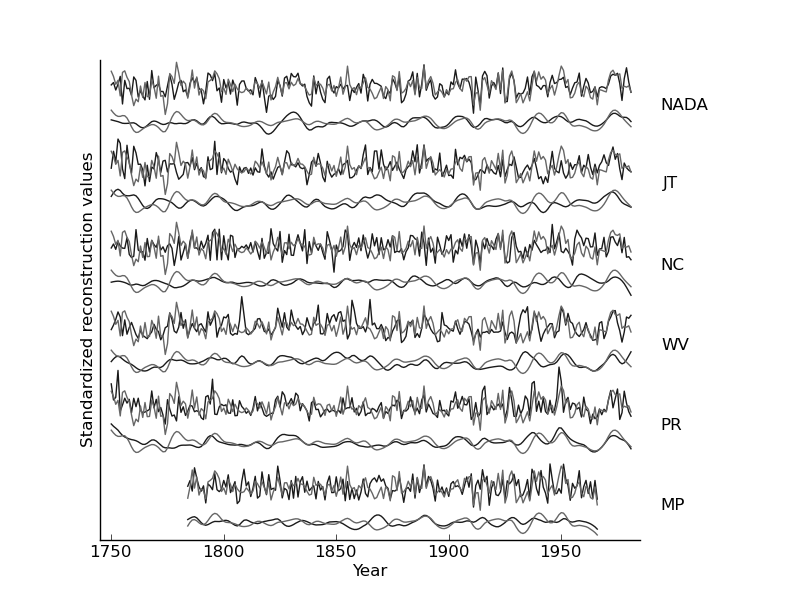 Standardized reconstruction values
NADA
JT
NC
WV
PR
MP
1750 1800 1850 1900 1950
Year